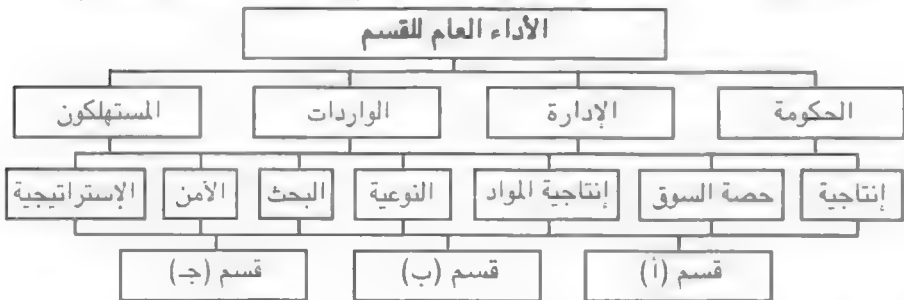 الأداء العام للقسم
الحكومة الإدارة الواردات المستهلكون
إنتاجية حصة السوق إنتاجية المواد النوعية البحث الأمن الإستراتيجية
قسم (أ) قسم (ب) قسم (جـ)